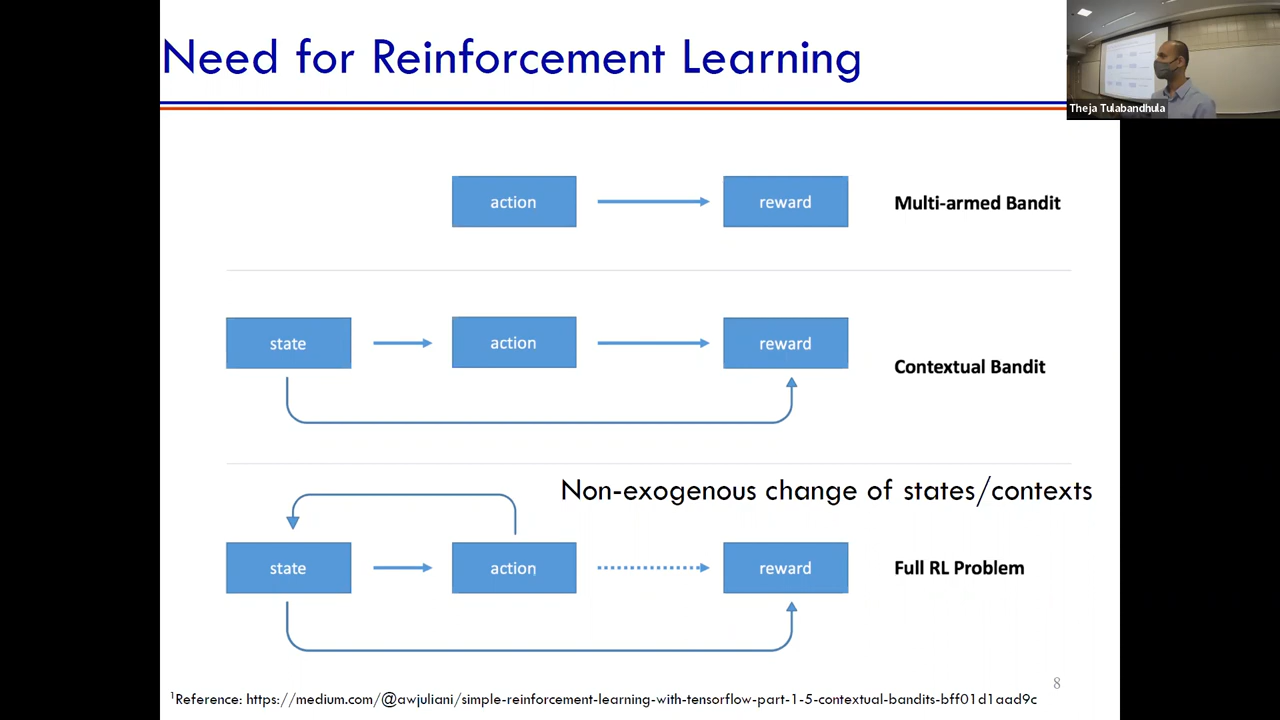 Need for Reinforcement Learning
Theja Tulabandhula
action
reward
Multi-armed Bandit
state
action
reward
Contextual Bandit
Non-exogenous change of states/contexts
state
action
reward
Full RL Problem
8
1Reference: https://medium.com/@awjuliani/simple-reinforcement-learning-with-tensorflow-part-1-5-contextual-bandits-bff01d1aad9c